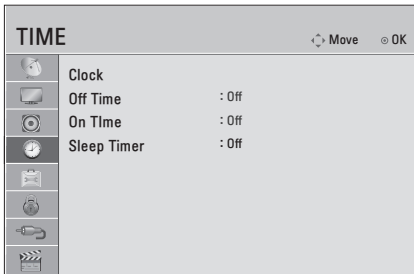 TIME
Move OK
Clock
Off Time : Off
On TIme : Off
Sleep Timer : Off